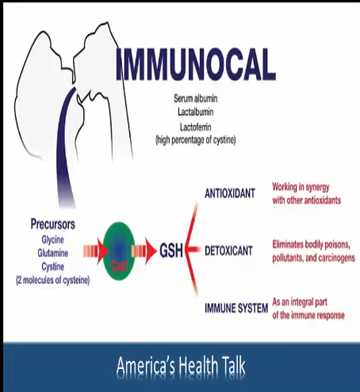 IMMUNOCAL
Serum albumin
Lactalbumin
Lactoferrin
(high percentage of cystine)
Precursors
Glycine
Glutamine
Cystine
(2 molecules of cysteine)
Cell
GSH
ANTIOXIDANT
Working in synergy
with other antioxidants
DETOXICANT
Eliminates bodily poisons,
pollutants, and carcinogens
IMMUNE SYSTEM
As an integral part
of the immune response
America's Health Talk